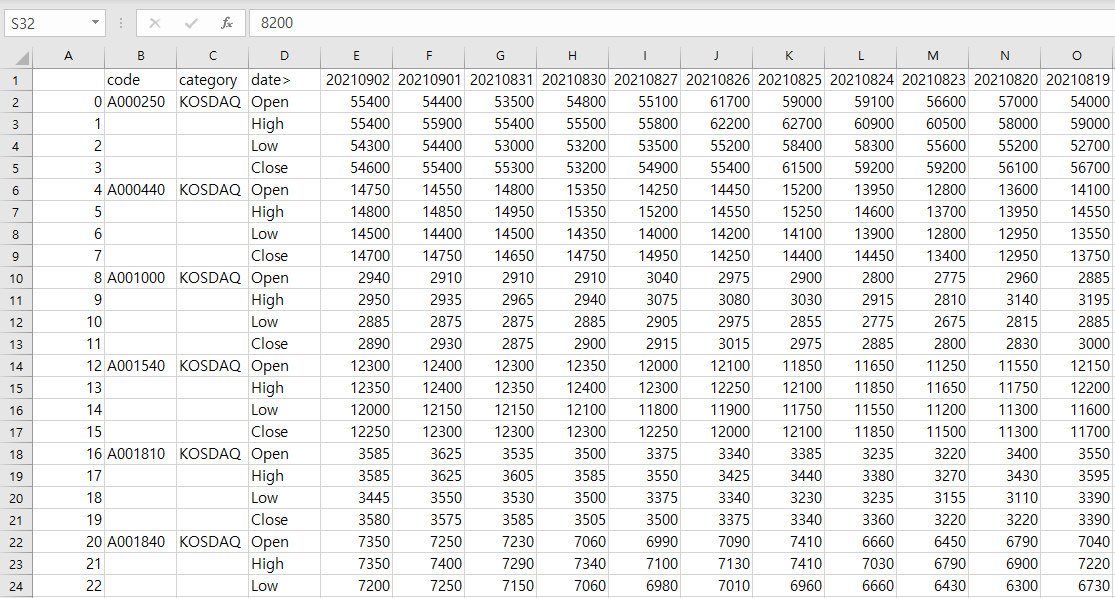 S32 fx 8200
A B C D E F G H I J K L M N O
1 code category date> 20210902 20210901 20210831 20210830 20210827 20210826 20210825 20210824 20210823 20210820 20210819
2 0 A000250 KOSDAQ Open 55400 54400 53500 54800 55100 61700 59000 59100 56600 57000 54000
3 1 High 55400 55900 55400 55500 55800 62200 62700 60900 60500 58000 59000
4 2 Low 54300 54400 53000 53200 53500 55200 58400 58300 55600 55200 52700
5 3 Close 54600 55400 55300 53200 54900 55400 61500 59200 59200 56100 56700
6 4 A000440 KOSDAQ Open 14750 14550 14800 15350 14250 14450 15200 13950 12800 13600 14100
7 5 High 14800 14850 14950 15350 15200 14550 15250 14600 13700 13950 14550
8 6 Low 14500 14400 14500 14350 14000 14200 14100 13900 12800 12950 13550
9 7 Close 14700 14750 14650 14750 14950 14250 14400 14450 13400 12950 13750
10 8 A001000 KOSDAQ Open 2940 2910 2910 2910 3040 2975 2900 2800 2775 2960 2885
11 9 High 2950 2935 2965 2940 3075 3080 3030 2915 2810 3140 3195
12 10 Low 2885 2875 2875 2885 2905 2975 2855 2775 2675 2815 2885
13 11 Close 2890 2930 2875 2900 2915 3015 2975 2885 2800 2830 3000
14 12 A001540 KOSDAQ Open 12300 12400 12300 12350 12000 12100 11850 11650 11250 11550 12150
15 13 High 12350 12400 12350 12400 12300 12250 12100 11850 11650 11750 12200
16 14 Low 12000 12150 12150 12100 11800 11900 11750 11550 11200 11300 11600
17 15 Close 12250 12300 12300 12300 12250 12000 12100 11850 11500 11300 11700
18 16 A001810 KOSDAQ Open 3585 3625 3535 3500 3375 3340 3385 3235 3220 3400 3550
19 17 High 3585 3625 3605 3585 3550 3425 3440 3380 3270 3430 3595
20 18 Low 3445 3550 3530 3500 3375 3340 3230 3235 3155 3110 3390
21 19 Close 3580 3575 3585 3505 3500 3375 3340 3360 3220 3220 3390
22 20 A001840 KOSDAQ Open 7350 7250 7230 7060 6990 7090 7410 6660 6450 6790 7040
23 21 High 7350 7400 7290 7340 7100 7130 7410 7030 6790 6900 7220
24 22 Low 7200 7250 7150 7060 6980 7010 6960 6660 6430 6300 6730